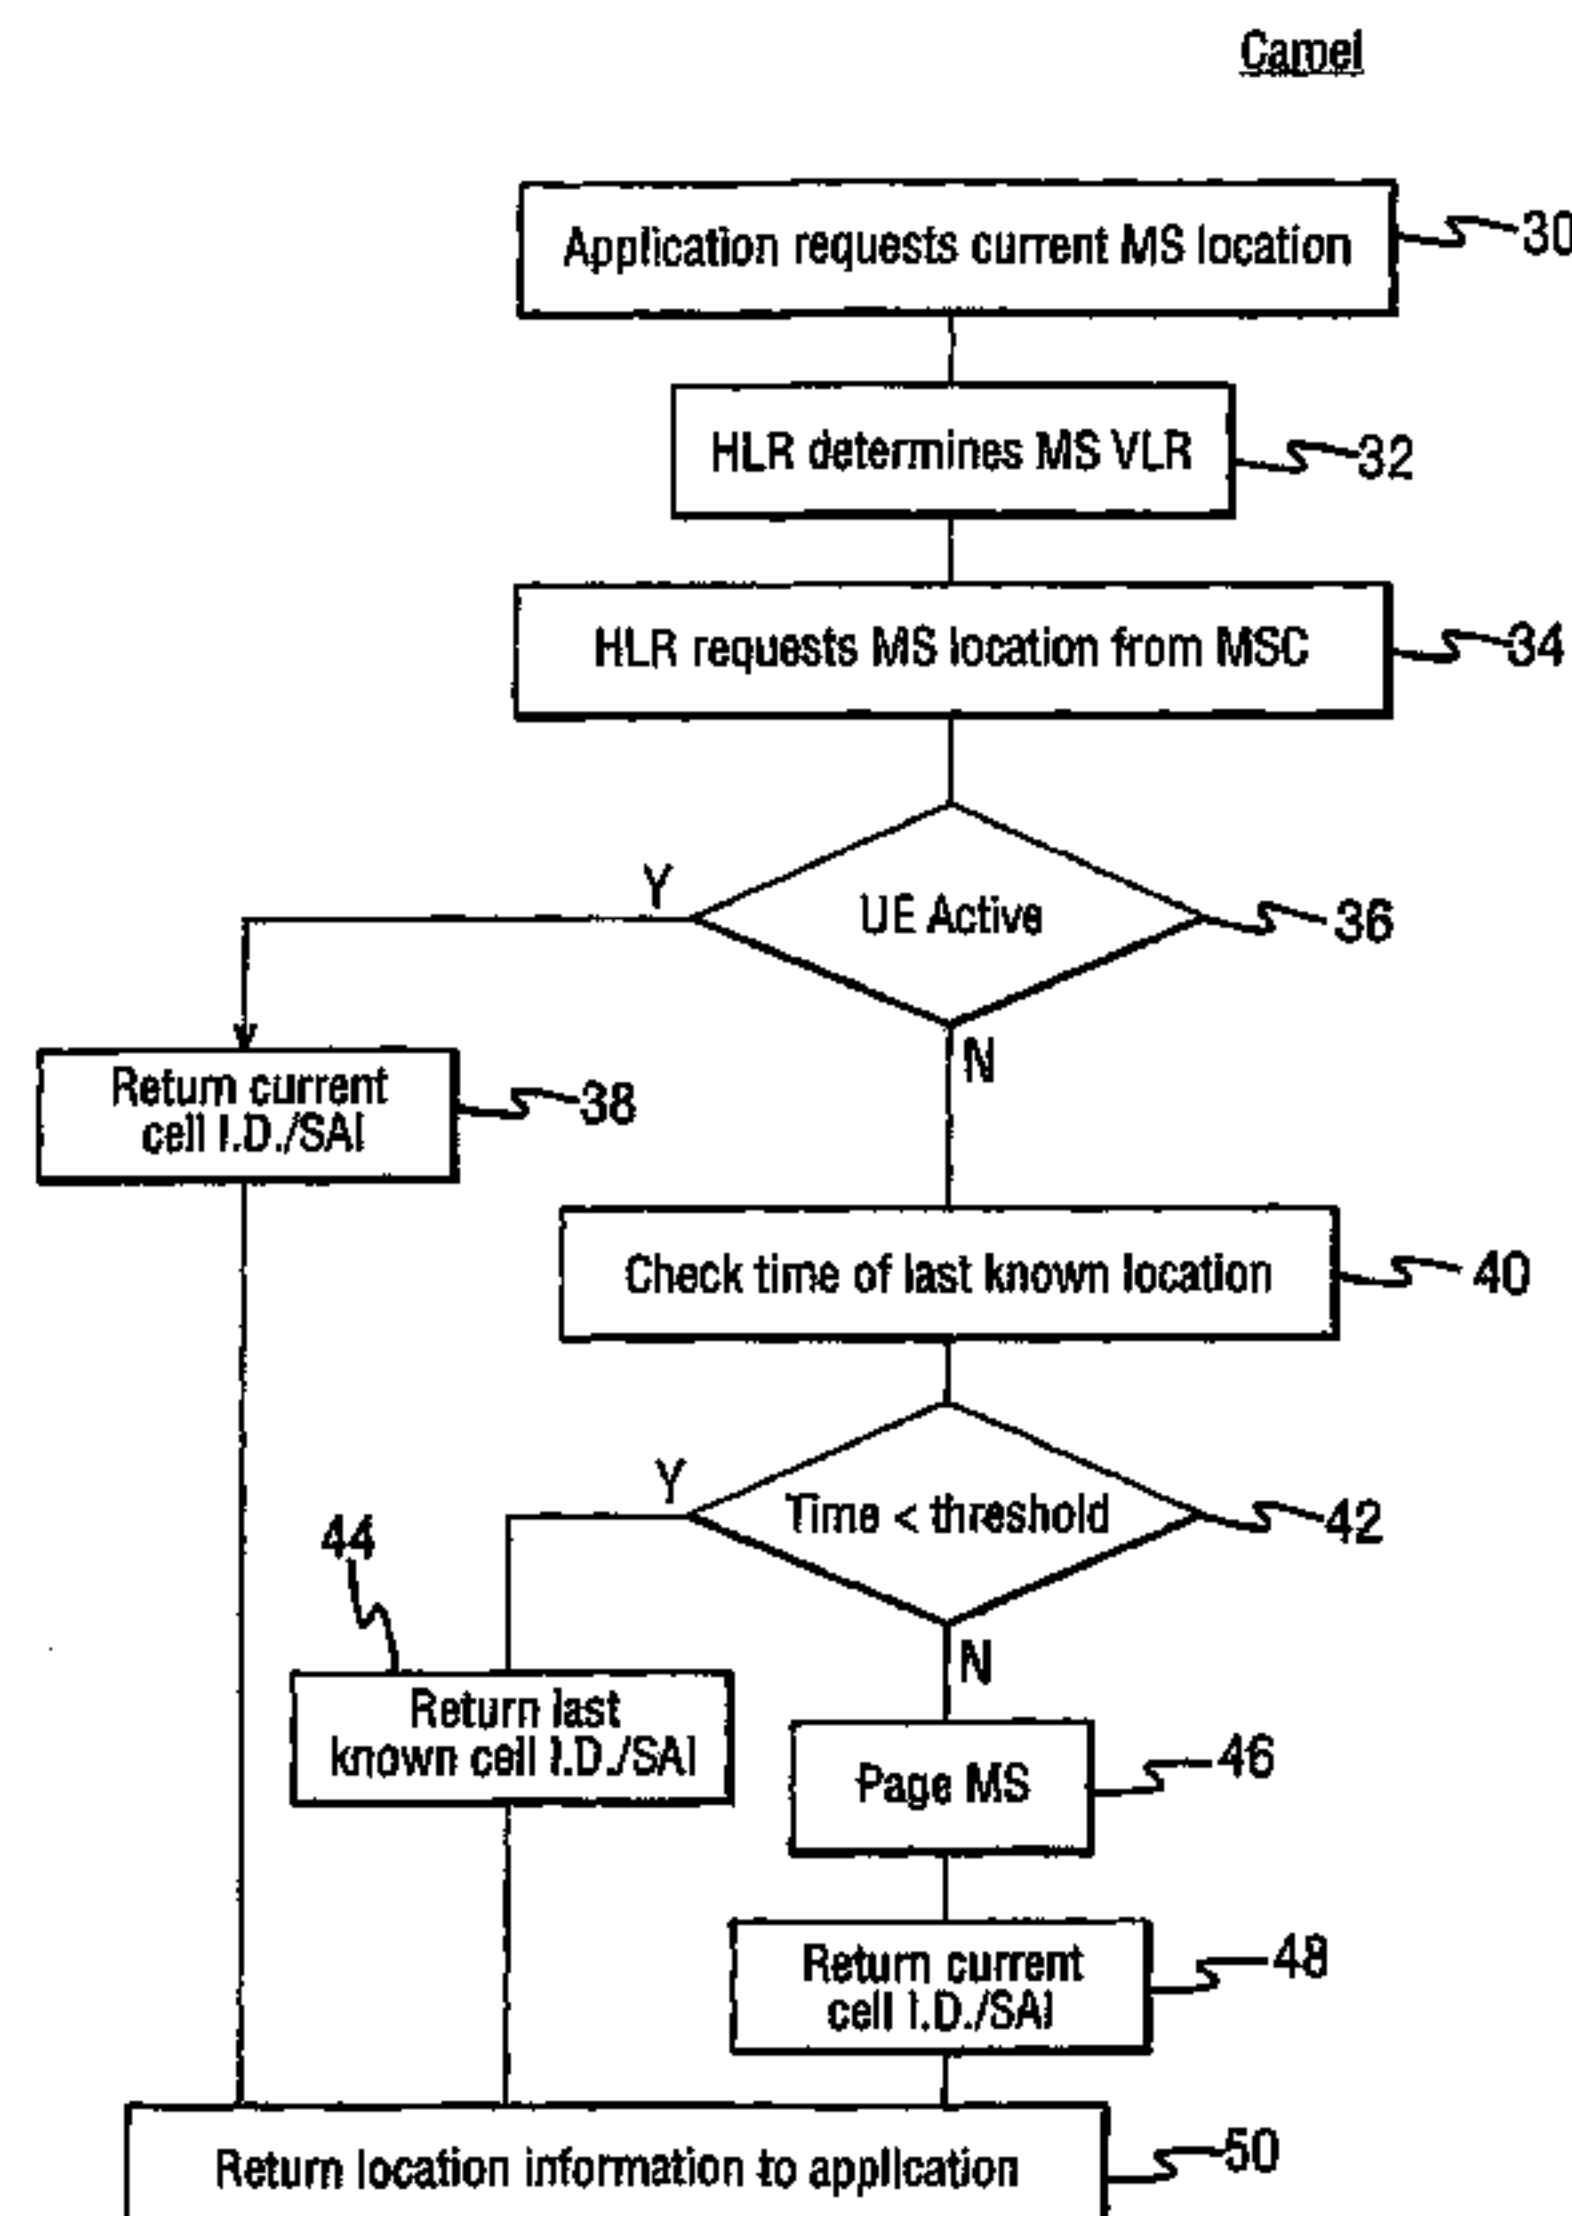 Camel
Application requests current MS location
30
HLR determines MS VLR
32
HLR requests MS location from MSC
34
Y
UE Active
36
N
Return current
cell I.D./SAI
38
Check time of last known location
40
Y
Time < threshold
42
44
N
Return last
known cell I.D./SAI
Page MS
46
Return current
cell I.D./SAI
48
Return location information to application
50